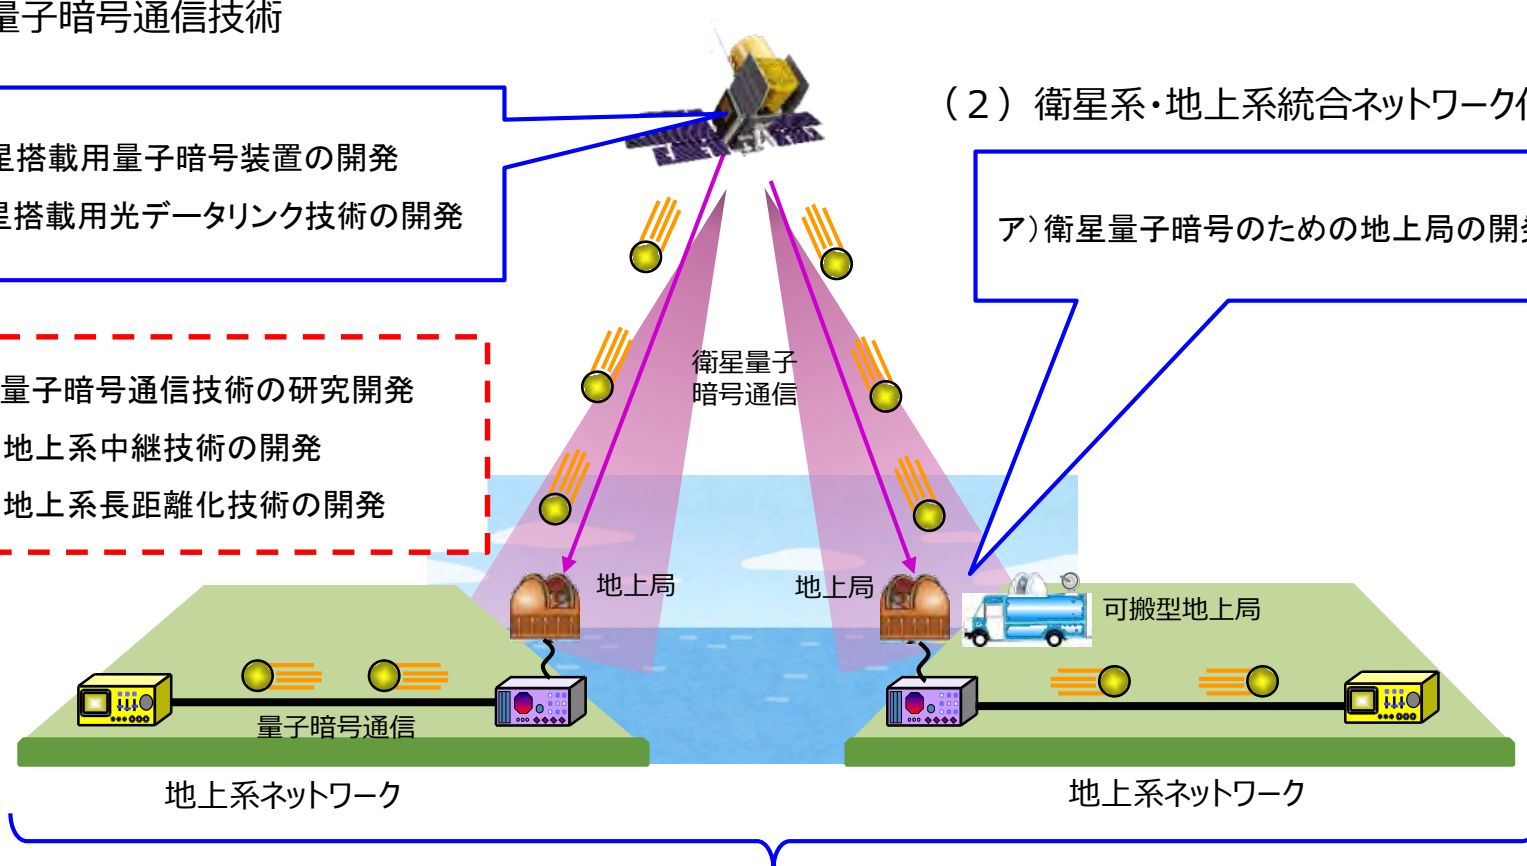 量子暗号通信技術
(2)衛星系・地上系統合ネットワーク化
星搭載用量子暗号装置の開発
星搭載用光データリンク技術の開発
ア)衛星量子暗号のための地上局の開発
量子暗号通信技術の研究開発
地上系中継技術の開発
地上系長距離化技術の開発
衛星量子
暗号通信
地上局
地上局
可搬型地上局
量子暗号通信
地上系ネットワーク
地上系ネットワーク